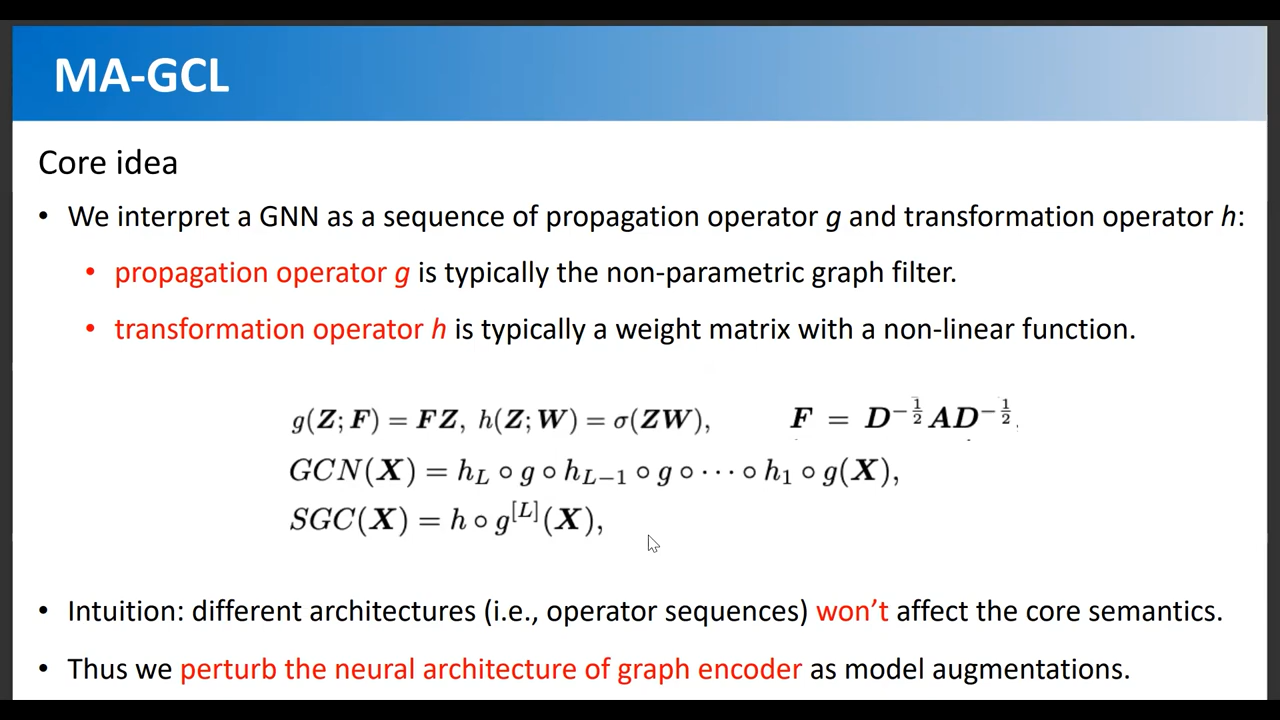 MA-GCL
Core idea
• We interpret a GNN as a sequence of propagation operator g and transformation operator h:
• propagation operator g is typically the non-parametric graph filter.
• transformation operator h is typically a weight matrix with a non-linear function.
g(Z; F) = FZ, h(Z; W) = σ(ZW), F = D^{-1/2} A D^{-1/2},
GCN(X) = h_L ∘ g ∘ h_{L−1} ∘ g ∘ ⋯ ∘ h_1 ∘ g(X),
SGC(X) = h ∘ g^{[L]}(X),
• Intuition: different architectures (i.e., operator sequences) won’t affect the core semantics.
• Thus we perturb the neural architecture of graph encoder as model augmentations.